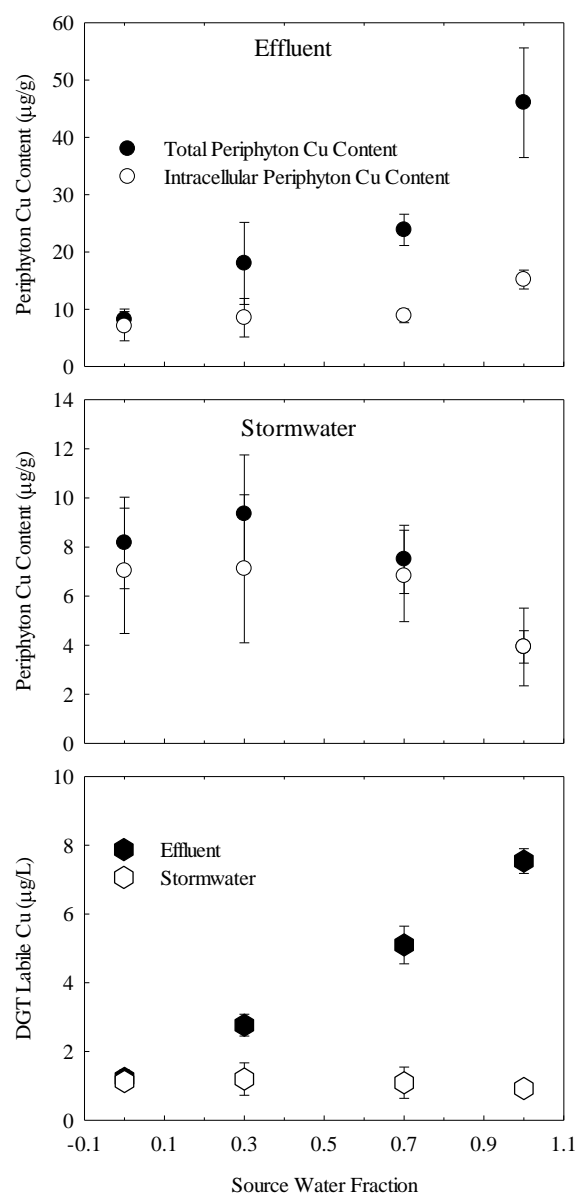 60
Effluent
50
40
Total Periphyton Cu Content
Intracellular Periphyton Cu Content
30
20
10
0
Periphyton Cu Content (µg/g)
14
Stormwater
12
10
8
6
4
2
0
Periphyton Cu Content (µg/g)
10
8
Effluent
Stormwater
6
4
2
0
DGT Labile Cu (µg/L)
-0.1 0.1 0.3 0.5 0.7 0.9 1.1
Source Water Fraction